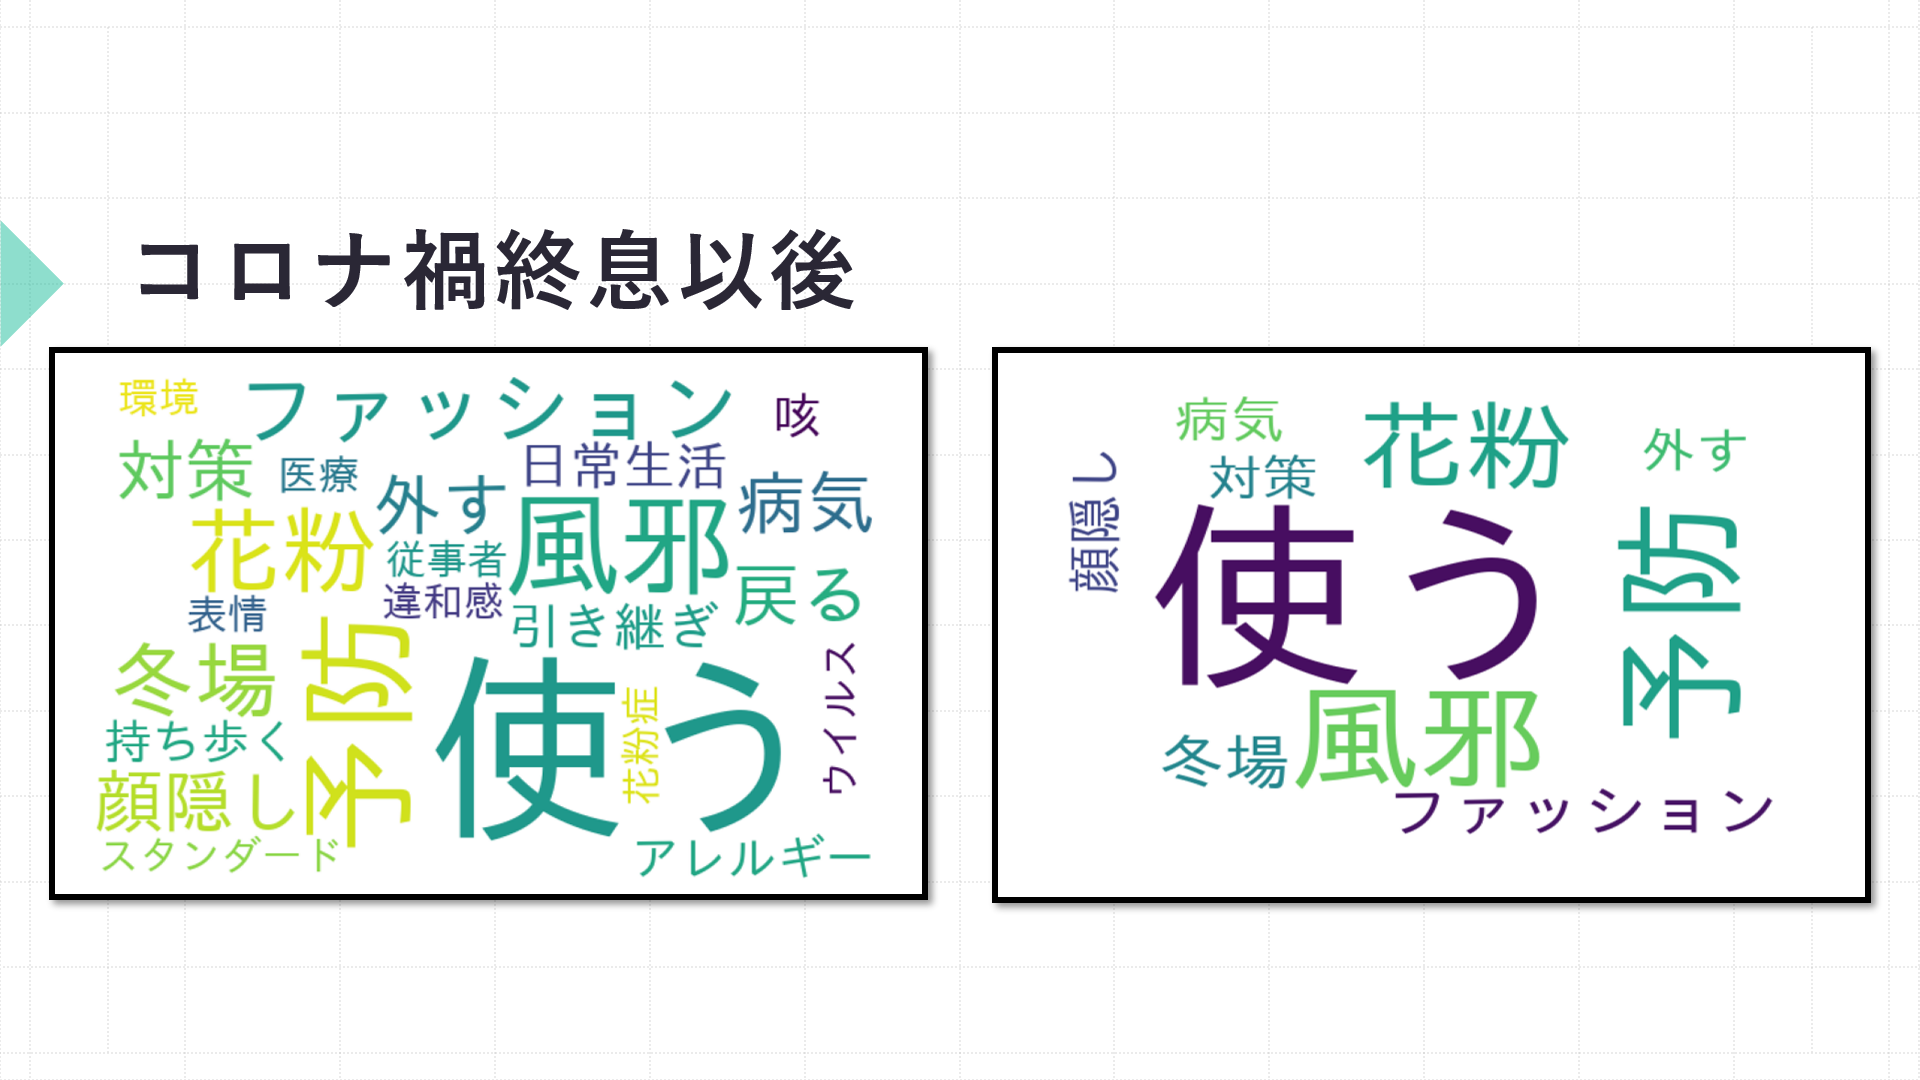 コロナ禍終息以後
環境
ファッション
咳
対策
医療
外す
日常生活
病気
花粉
従事者
風邪
違和感
表情
引き継ぎ
戻る
冬場
予防
使う
花粉症
ウイルス
持ち歩く
顔隠し
スタンダード
アレルギー
病気
花粉
外す
顔隠し
対策
使う
予防
冬場
風邪
ファッション